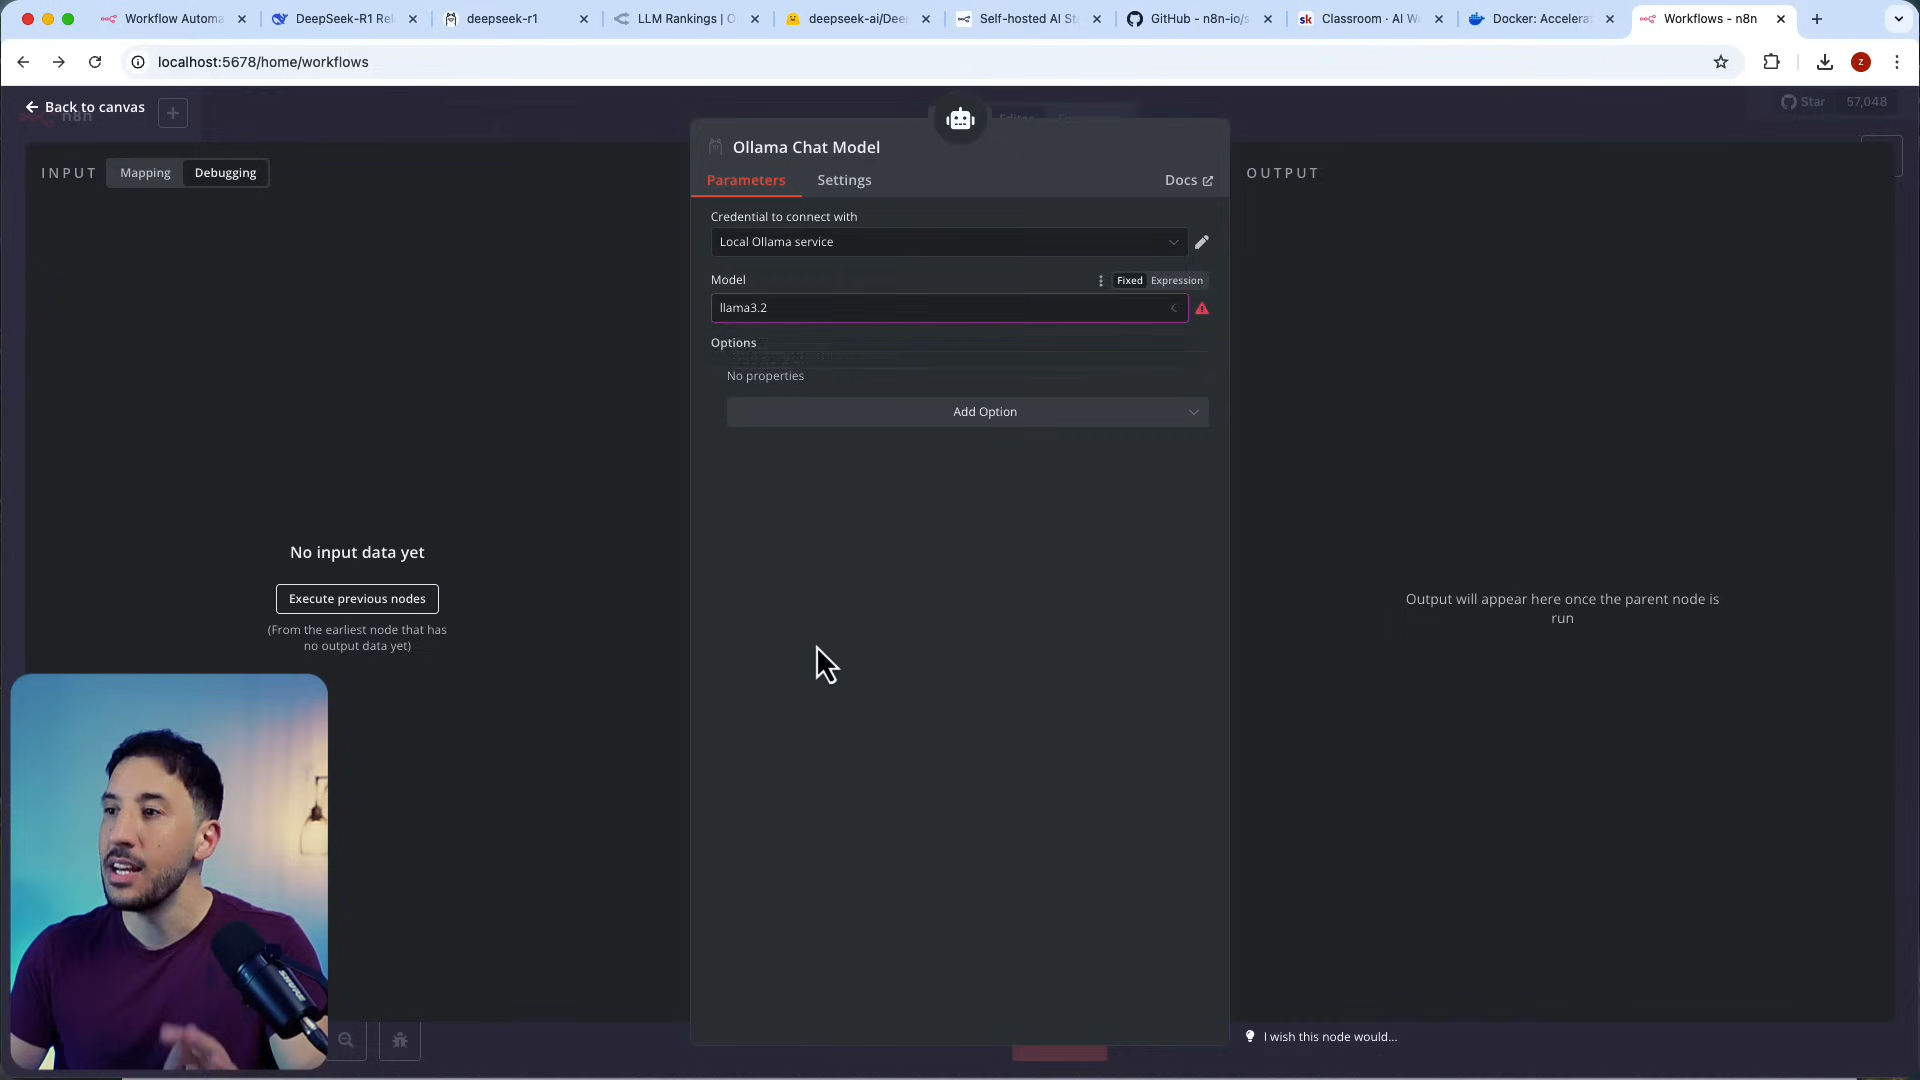 Workflow Automa
DeepSeek-R1 Rel
deepseek-r1
LLM Rankings | O
deepseek-ai/Dee
Self-hosted AI St
GitHub - n8n-io/s
sk
Classroom · AI W
Docker: Accelera
Workflows - n8n
localhost:5678/home/workflows
z
Back to canvas
n8n
Editor
Star
57,048
INPUT
Mapping
Debugging
Ollama Chat Model
Parameters
Settings
Docs
OUTPUT
Credential to connect with
Local Ollama service
Model
Fixed
Expression
llama3.2
Options
No properties
Add Option
No input data yet
Execute previous nodes
(From the earliest node that has
no output data yet)
Output will appear here once the parent node is
run
SHURE
I wish this node would...